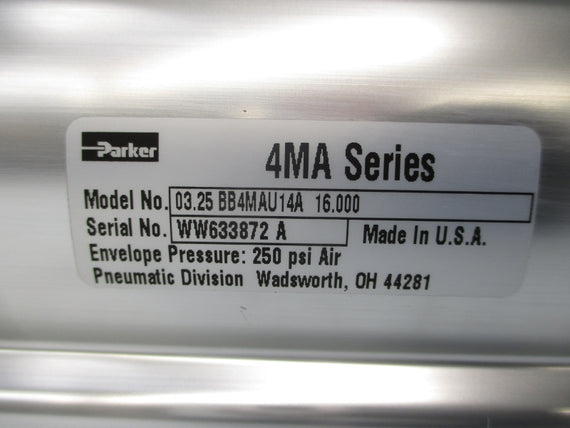 Parker
4MA Series
Model No. 03.25 BB4MAU14A 16.000
Serial No. WW633872 A Made In U.S.A.
Envelope Pressure: 250 psi Air
Pneumatic Division Wadsworth, OH 44281